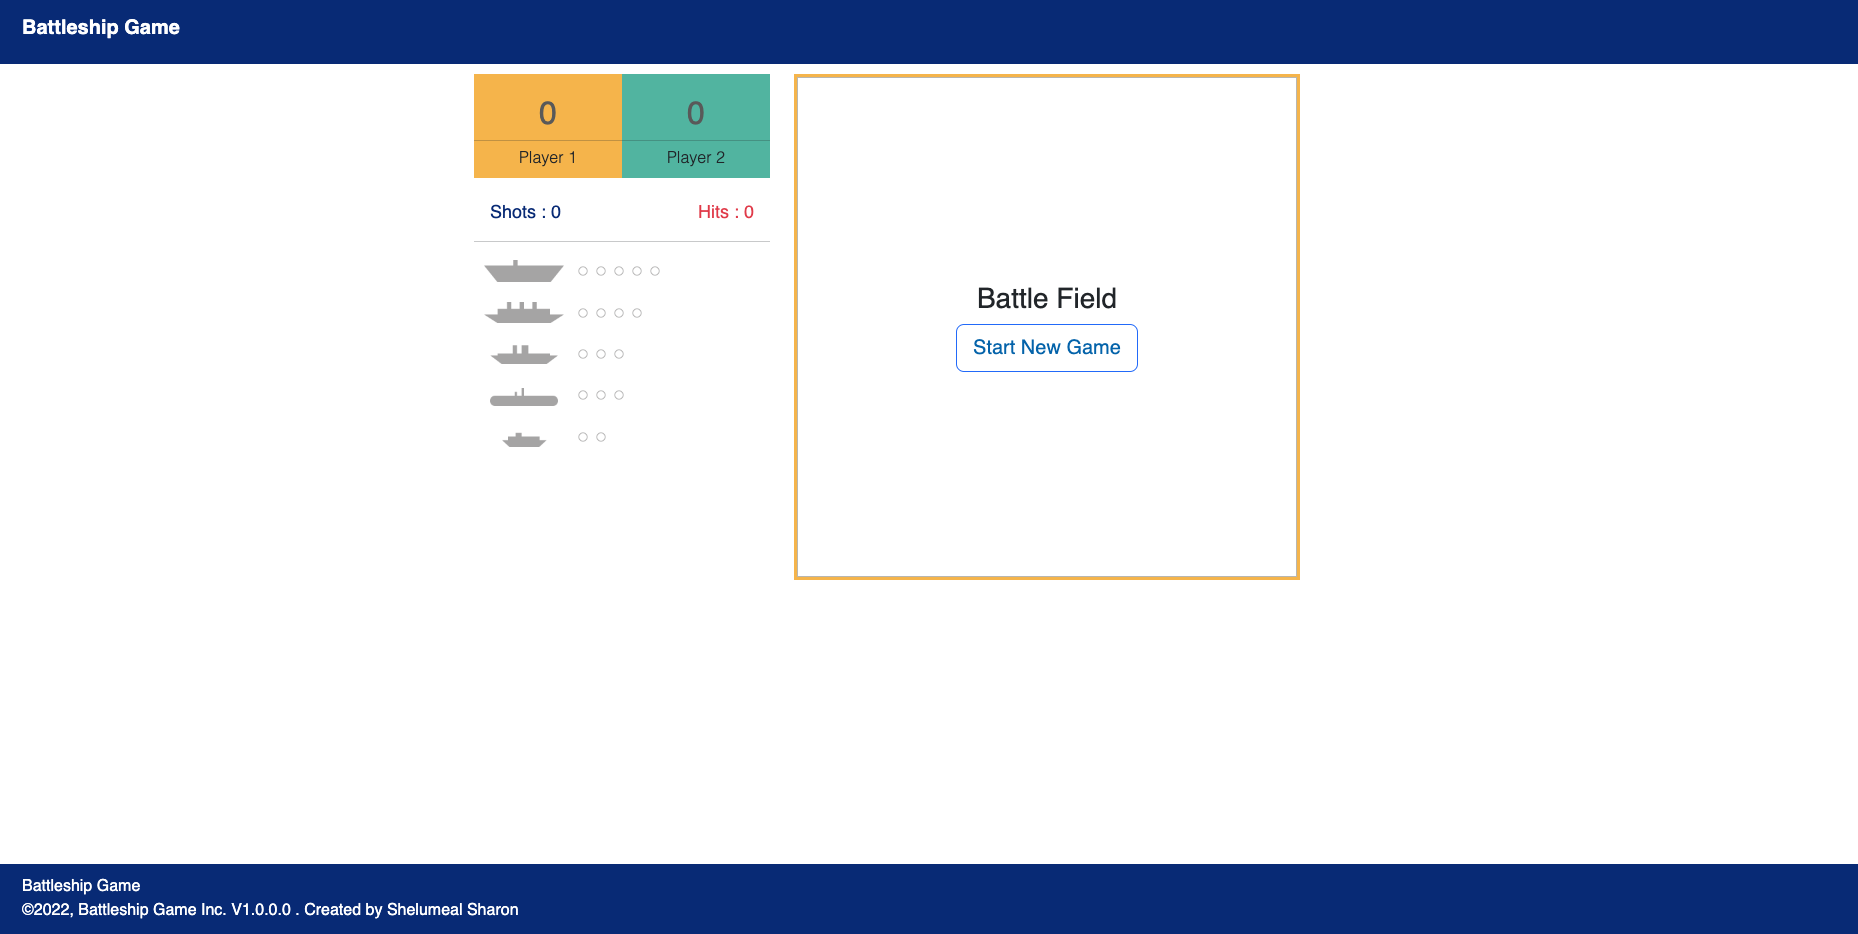 Battleship Game
0
0
Player 1
Player 2
Shots : 0
Hits : 0
Battle Field
Start New Game
Battleship Game
©2022, Battleship Game Inc. V1.0.0.0 . Created by Shelumeal Sharon